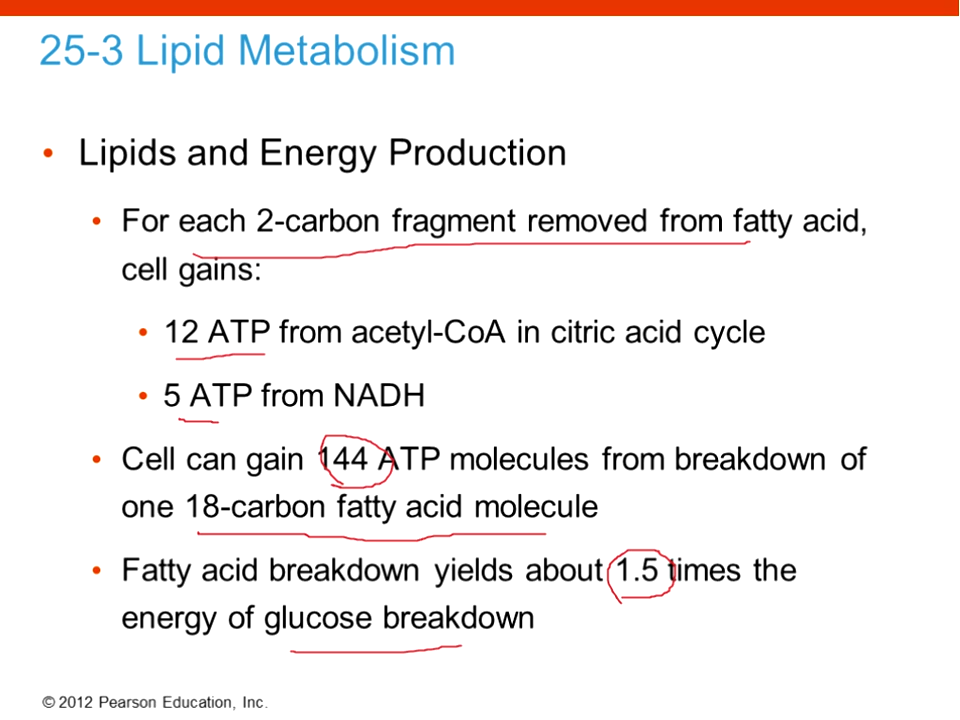 25-3 Lipid Metabolism
• Lipids and Energy Production
• For each 2-carbon fragment removed from fatty acid,
cell gains:
• 12 ATP from acetyl-CoA in citric acid cycle
• 5 ATP from NADH
• Cell can gain 144 ATP molecules from breakdown of
one 18-carbon fatty acid molecule
• Fatty acid breakdown yields about 1.5 times the
energy of glucose breakdown
© 2012 Pearson Education, Inc.